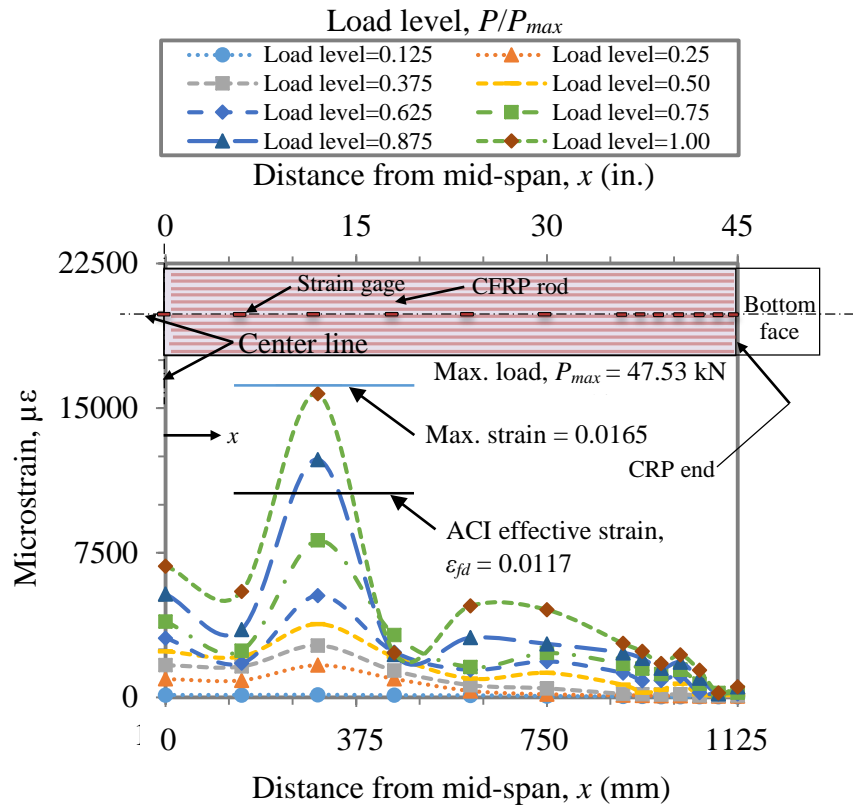 Load level, P/Pmax
Load level=0.125 Load level=0.25
Load level=0.375 Load level=0.50
Load level=0.625 Load level=0.75
Load level=0.875 Load level=1.00
Distance from mid-span, x (in.)
0 15 30 45
22500
Strain gage CFRP rod
Bottom
face
Center line
Max. load, Pmax = 47.53 kN
15000
x
Max. strain = 0.0165
CRP end
ACI effective strain,
εfd = 0.0117
7500
0
Microstrain, με
0 375 750 1125
Distance from mid-span, x (mm)